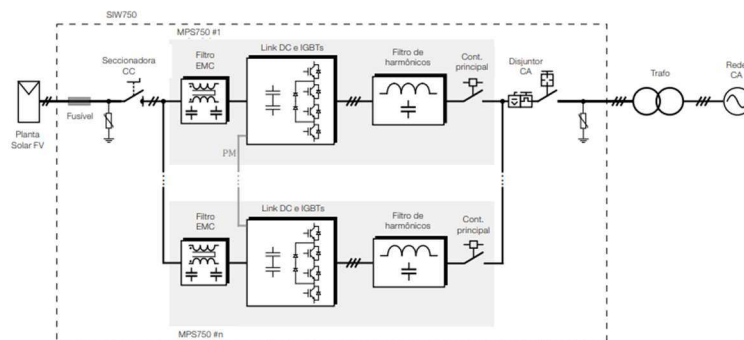 SIW750
MPS750 #1
Seccionadora
CC
Filtro
EMC
Link DC e IGBTs
Filtro de
harmônicos
Cont.
principal
Disjuntor
CA
Trafo
Rede
CA
Fusível
Planta
Solar FV
PM
Filtro
EMC
Link DC e IGBTs
Filtro de
harmônicos
Cont.
principal
MPS750 #n